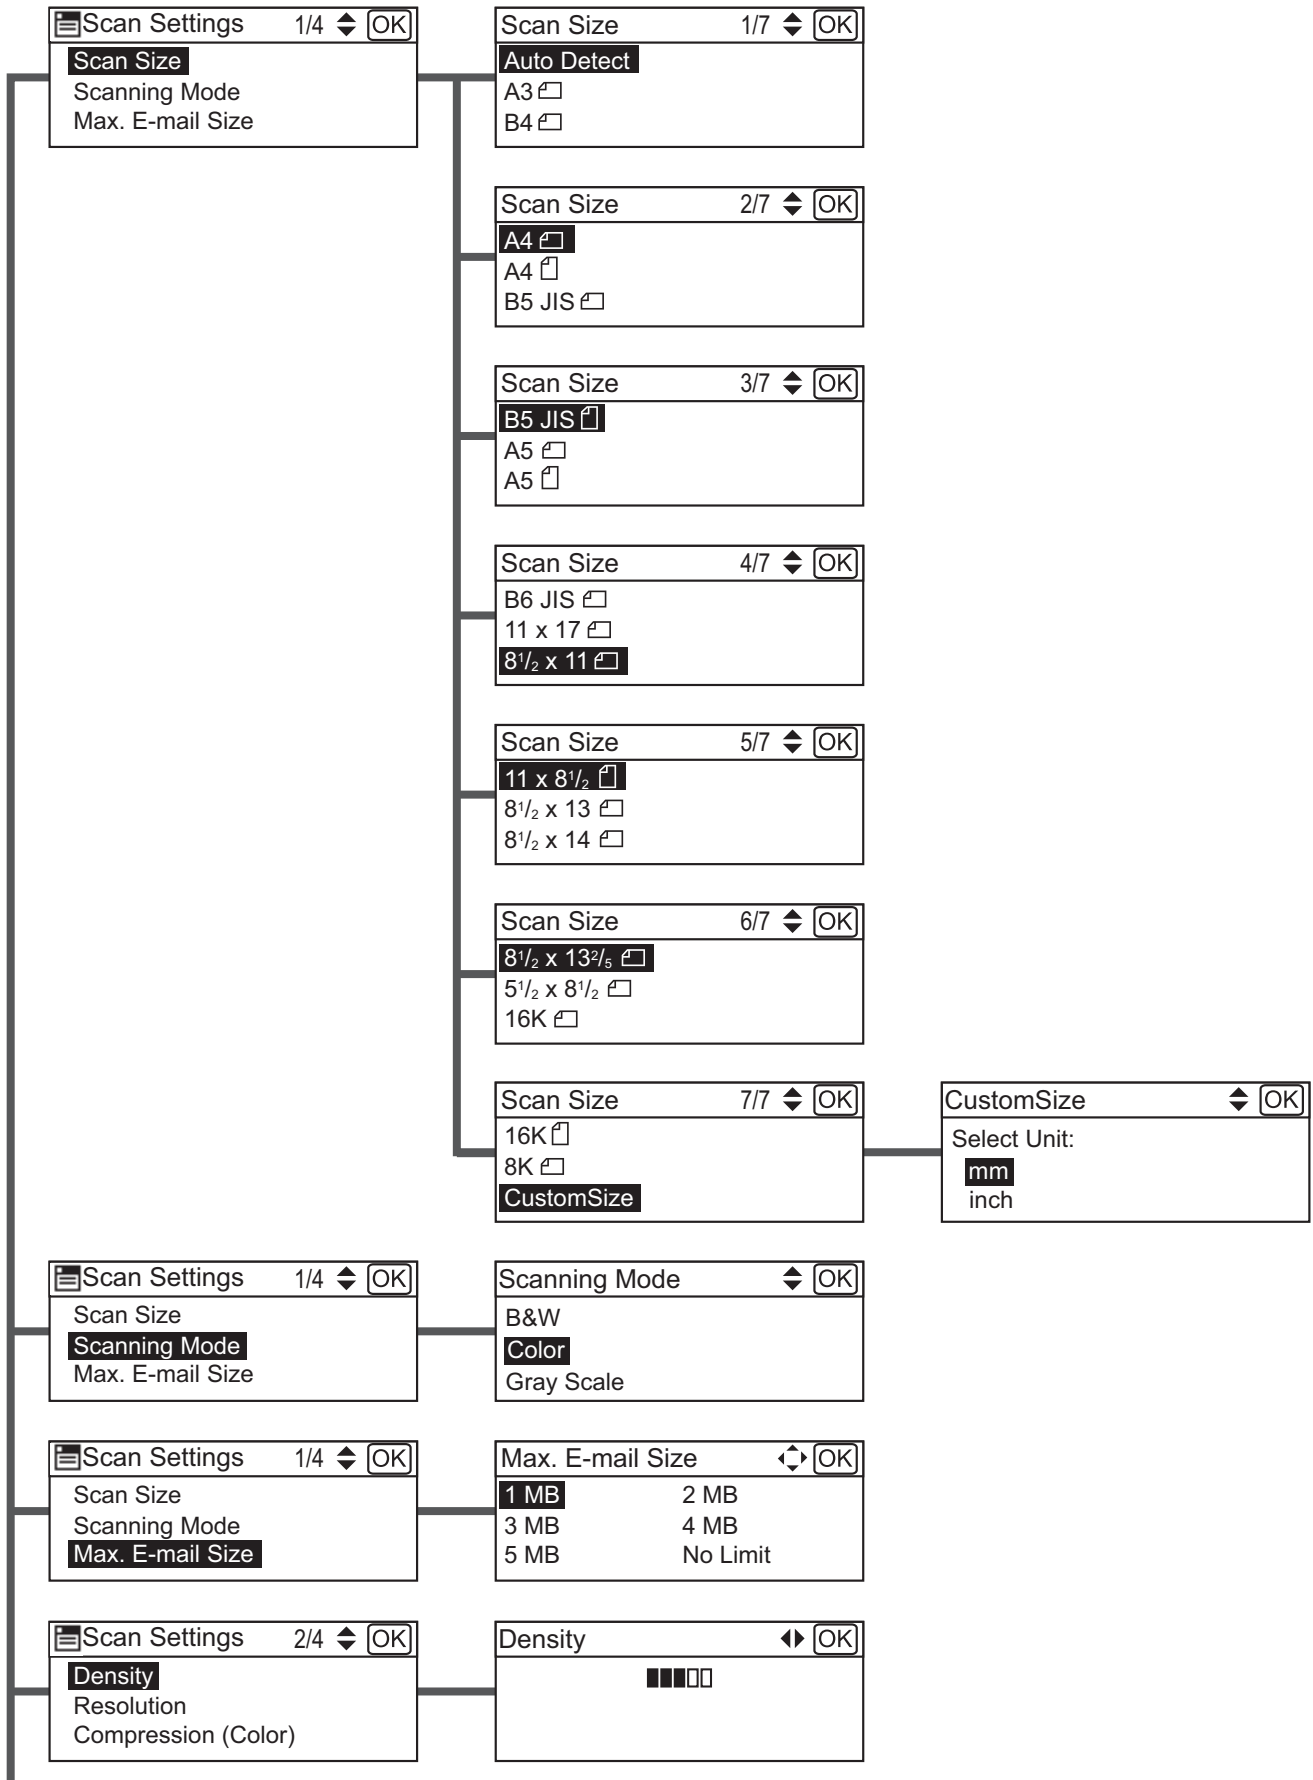 Scan Settings 1/4 OK
Scan Size
Scanning Mode
Max. E-mail Size
Scan Size 1/7 OK
Auto Detect
A3
B4
Scan Size 2/7 OK
A4
A4
B5 JIS
Scan Size 3/7 OK
B5 JIS
A5
A5
Scan Size 4/7 OK
B6 JIS
11 x 17
8¹/₂ x 11
Scan Size 5/7 OK
11 x 8¹/₂
8¹/₂ x 13
8¹/₂ x 14
Scan Size 6/7 OK
8¹/₂ x 13²/₅
5¹/₂ x 8¹/₂
16K
Scan Size 7/7 OK
16K
8K
CustomSize
CustomSize OK
Select Unit:
mm
inch
Scan Settings 1/4 OK
Scan Size
Scanning Mode
Max. E-mail Size
Scanning Mode OK
B&W
Color
Gray Scale
Scan Settings 1/4 OK
Scan Size
Scanning Mode
Max. E-mail Size
Max. E-mail Size OK
1 MB 2 MB
3 MB 4 MB
5 MB No Limit
Scan Settings 2/4 OK
Density
Resolution
Compression (Color)
Density OK